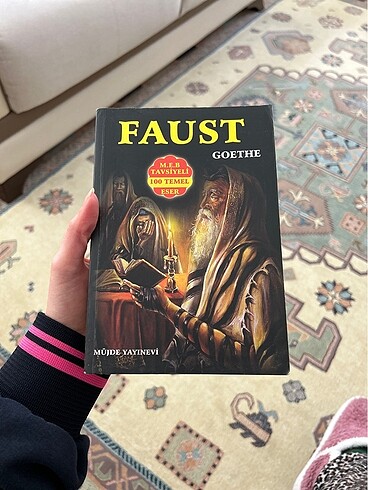 FAUST
GOETHE
M.E.B
TAVSİYELİ
100 TEMEL
ESER
MÜJDE YAYINEVİ